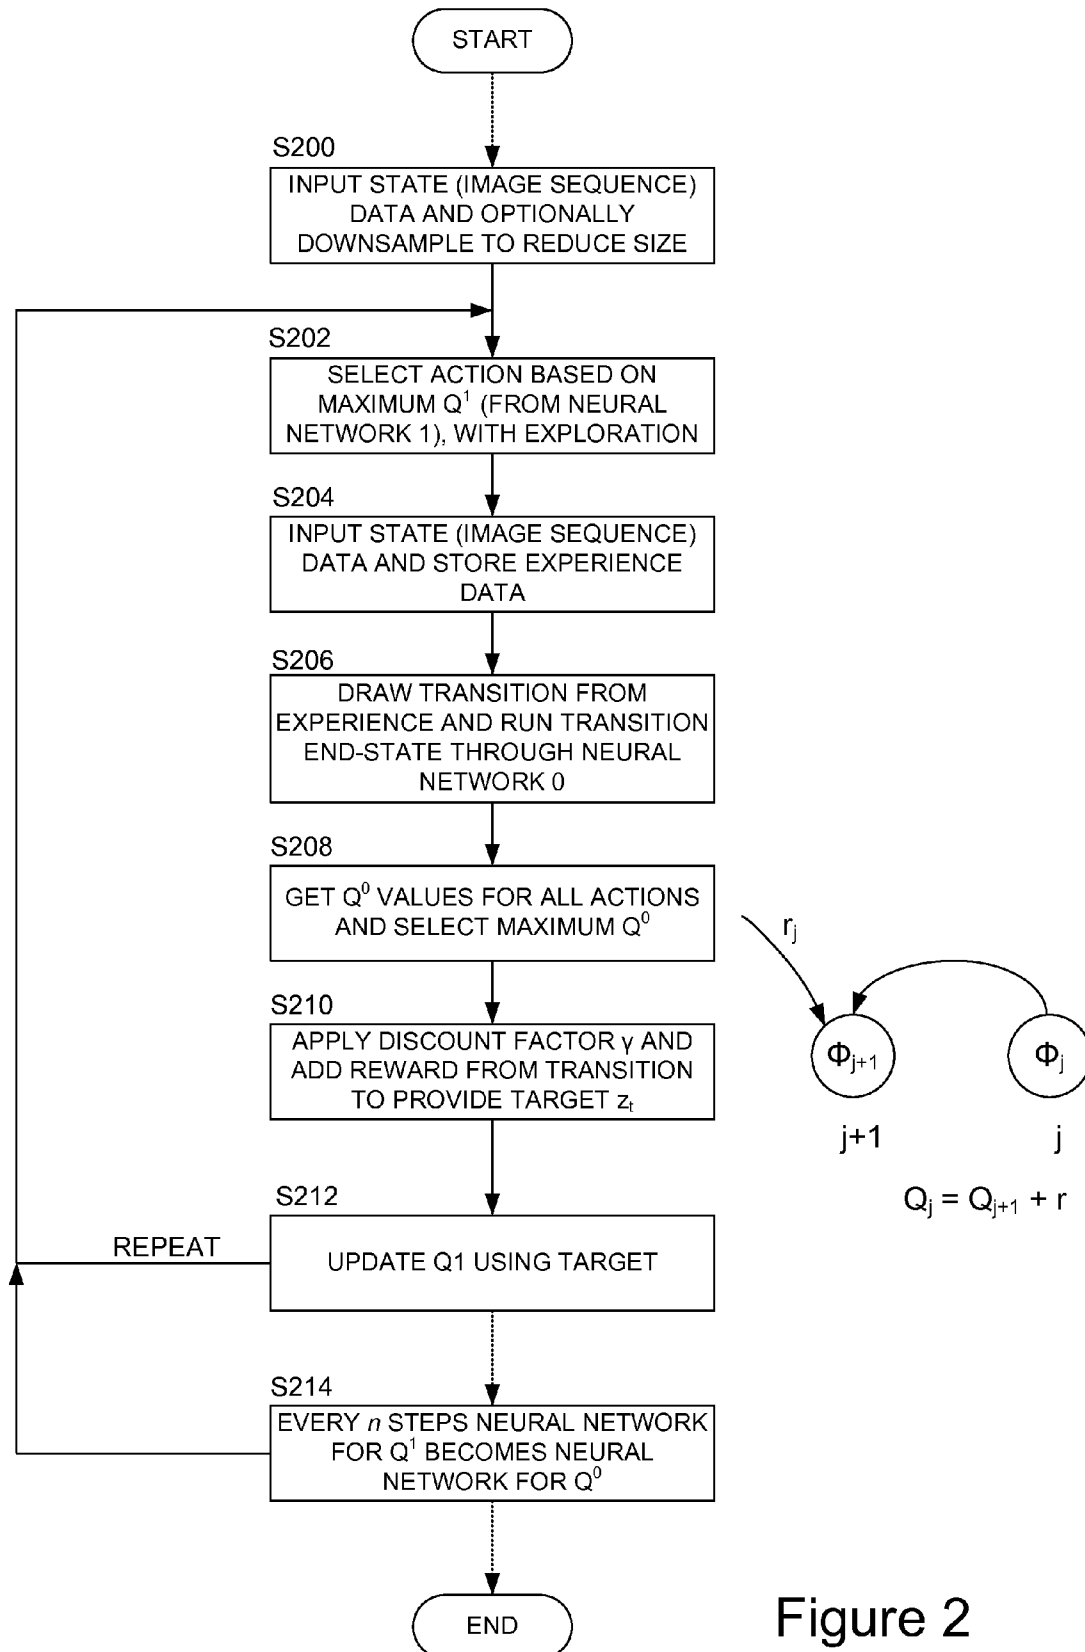 START
S200
INPUT STATE (IMAGE SEQUENCE)
DATA AND OPTIONALLY
DOWNSAMPLE TO REDUCE SIZE
S202
SELECT ACTION BASED ON
MAXIMUM Q¹ (FROM NEURAL
NETWORK 1), WITH EXPLORATION
S204
INPUT STATE (IMAGE SEQUENCE)
DATA AND STORE EXPERIENCE
DATA
S206
DRAW TRANSITION FROM
EXPERIENCE AND RUN TRANSITION
END-STATE THROUGH NEURAL
NETWORK 0
S208
GET Q⁰ VALUES FOR ALL ACTIONS
AND SELECT MAXIMUM Q⁰
S210
APPLY DISCOUNT FACTOR γ AND
ADD REWARD FROM TRANSITION
TO PROVIDE TARGET zₜ
rⱼ
Φⱼ₊₁
Φⱼ
j+1
j
Qⱼ = Qⱼ₊₁ + r
S212
UPDATE Q1 USING TARGET
REPEAT
S214
EVERY n STEPS NEURAL NETWORK
FOR Q¹ BECOMES NEURAL
NETWORK FOR Q⁰
END
Figure 2